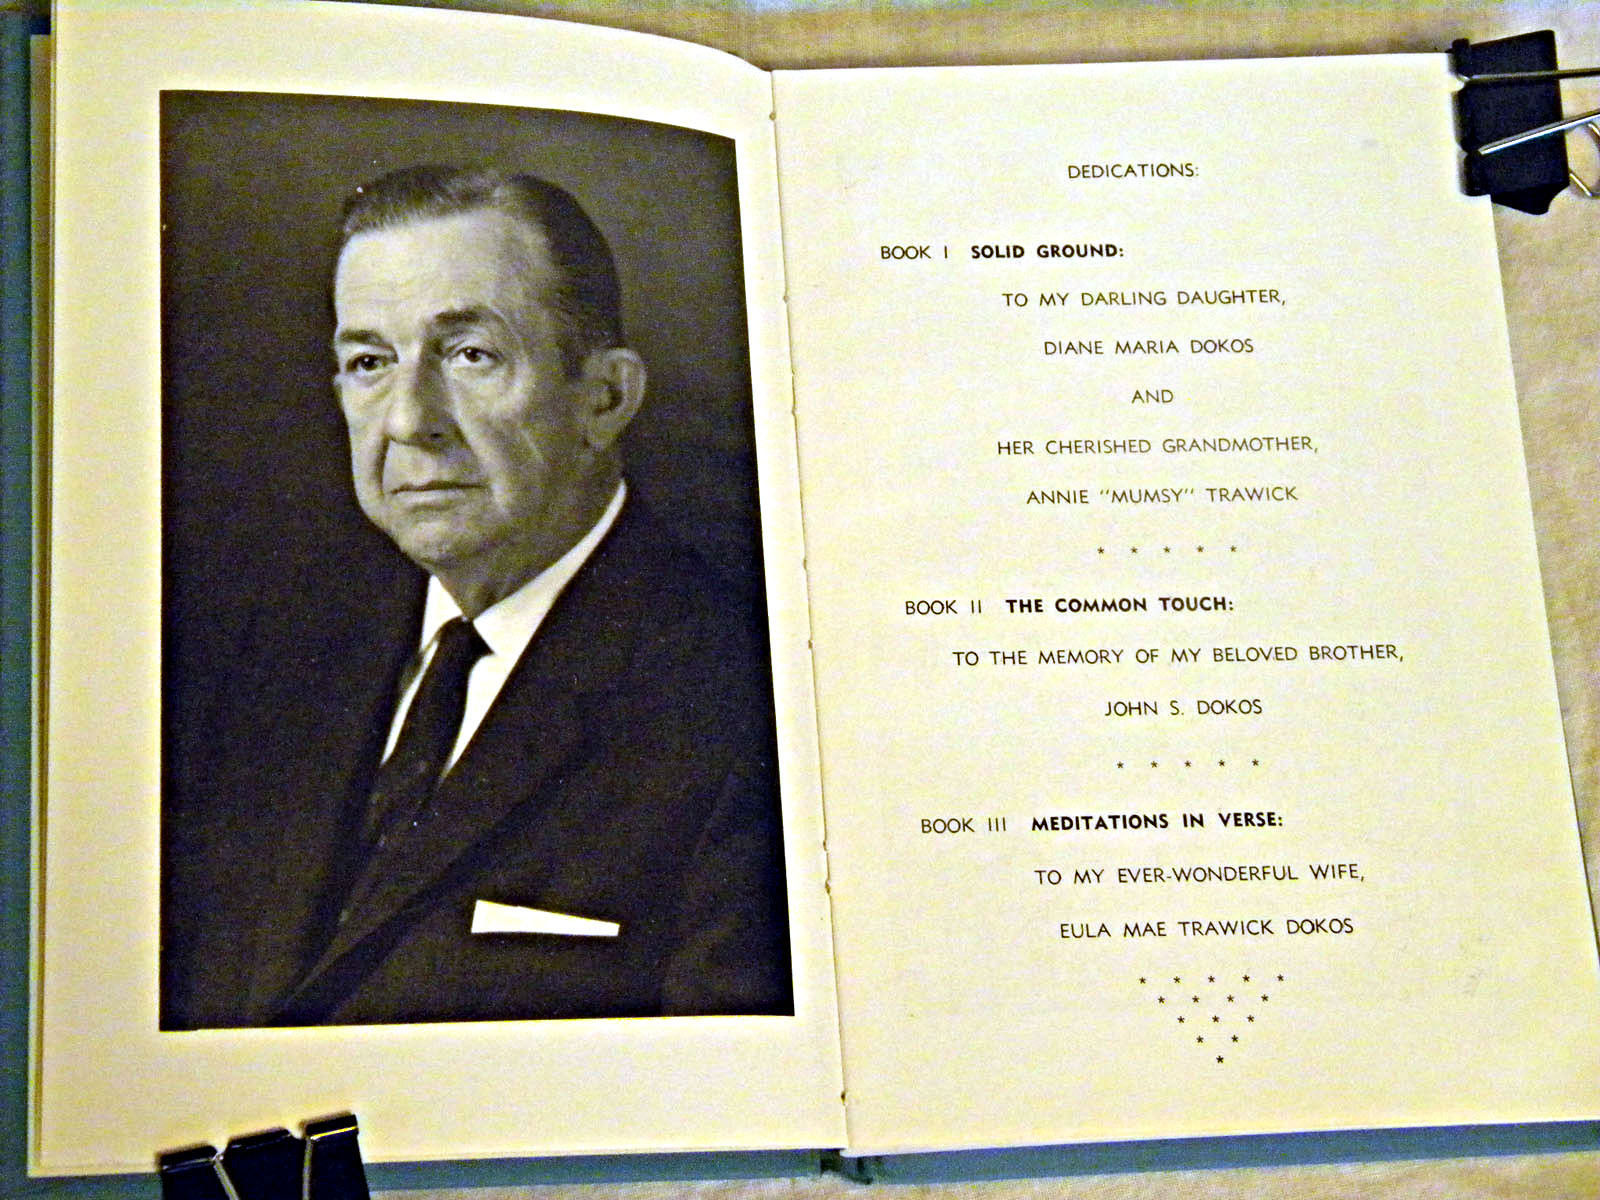 DEDICATIONS:
BOOK I SOLID GROUND:
TO MY DARLING DAUGHTER,
DIANE MARIA DOKOS
AND
HER CHERISHED GRANDMOTHER,
ANNIE "MUMSY" TRAWICK
* * * * *
BOOK II THE COMMON TOUCH:
TO THE MEMORY OF MY BELOVED BROTHER,
JOHN S. DOKOS
* * * * *
BOOK III MEDITATIONS IN VERSE:
TO MY EVER-WONDERFUL WIFE,
EULA MAE TRAWICK DOKOS
* * * * *
* * * *
* * *
* *
*